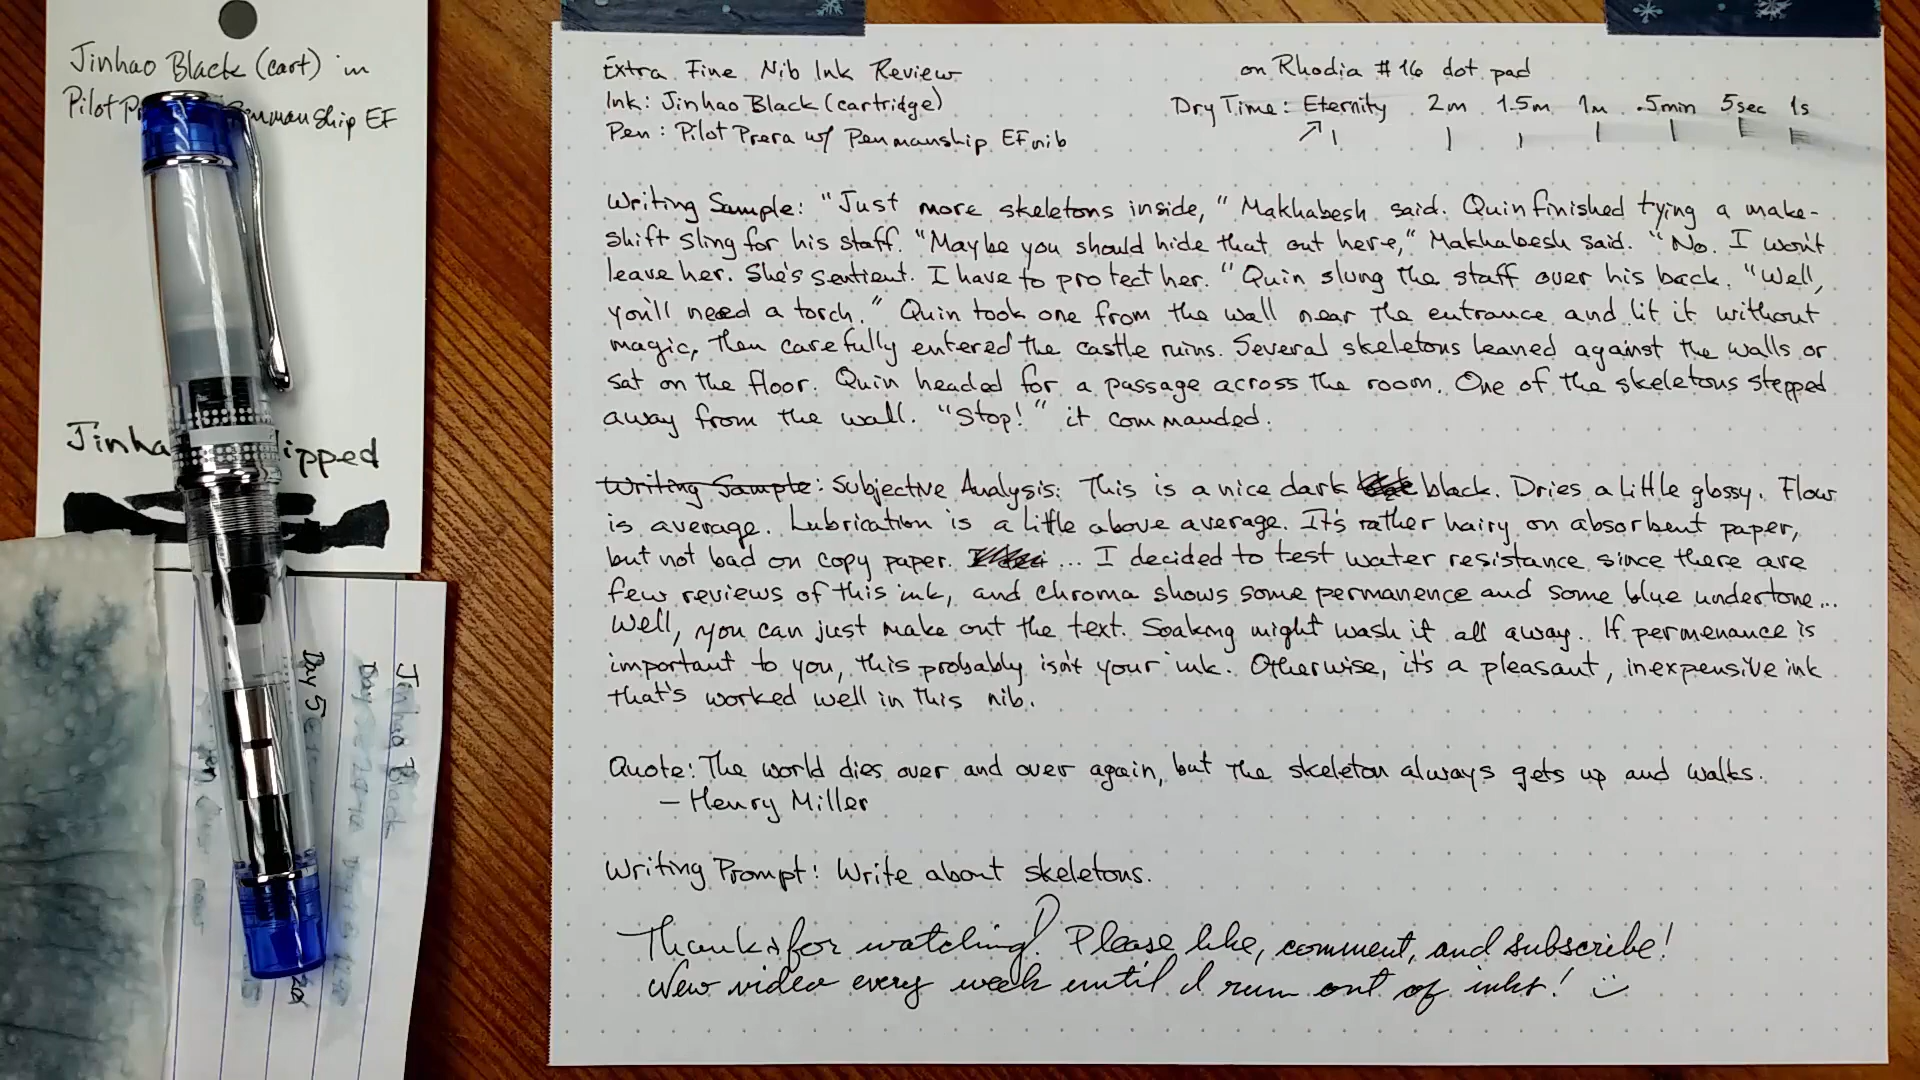 Jinhao Black (cart) in
Pilot Penmanship EF
Jinha ipped
Extra Fine Nib Ink Review
on Rhodia #16 dot pad
Ink: Jinhao Black (cartridge)
Dry Time: Eternity 2m 1.5m 1m .5min 5sec 1s
Pen: Pilot Prera w/ Penmanship EF nib
Writing Sample: "Just more skeletons inside," Makhabesh said. Quin finished tying a make-
shift sling for his staff. "Maybe you should hide that out here," Makhabesh said. "No. I won't
leave her. She's sentient. I have to protect her." Quin slung the staff over his back. "Well,
you'll need a torch." Quin took one from the wall near the entrance and lit it without
magic, then carefully entered the castle ruins. Several skeletons leaned against the walls or
sat on the floor. Quin headed for a passage across the room. One of the skeletons stepped
away from the wall. "Stop!" it commanded.
Writing Sample: Subjective Analysis: This is a nice dark black. Dries a little glossy. Flow
is average. Lubrication is a little above average. It's rather hairy on absorbent paper,
but not bad on copy paper. ... I decided to test water resistance since there are
few reviews of this ink, and chroma shows some permanence and some blue undertone...
Well, you can just make out the text. Soaking might wash it all away. If permenance is
important to you, this probably isn't your ink. Otherwise, it's a pleasant, inexpensive ink
that's worked well in this nib.
Quote: The world dies over and over again, but the skeleton always gets up and walks.
- Henry Miller
Writing Prompt: Write about skeletons.
Thanks for watching! Please like, comment, and subscribe!
New video every week until I run out of inks!
Jinhao Black
Day 5